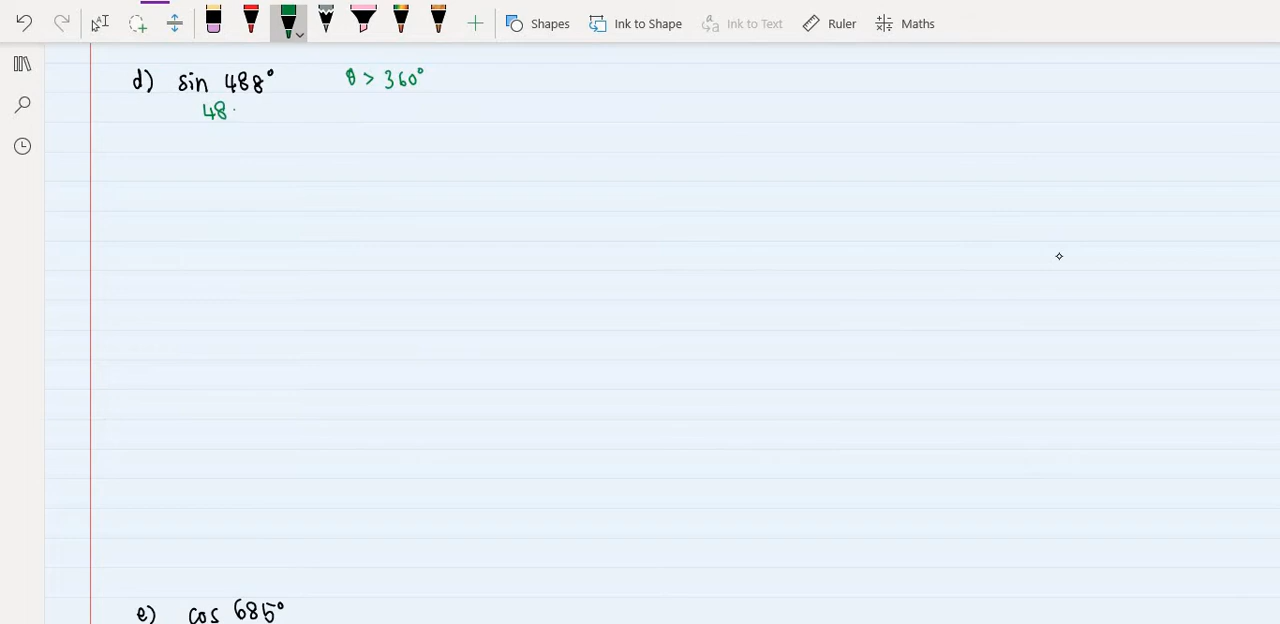 Shapes Ink to Shape Ink to Text Ruler Maths
d) sin 488° θ > 360°
48
e) cos 685°